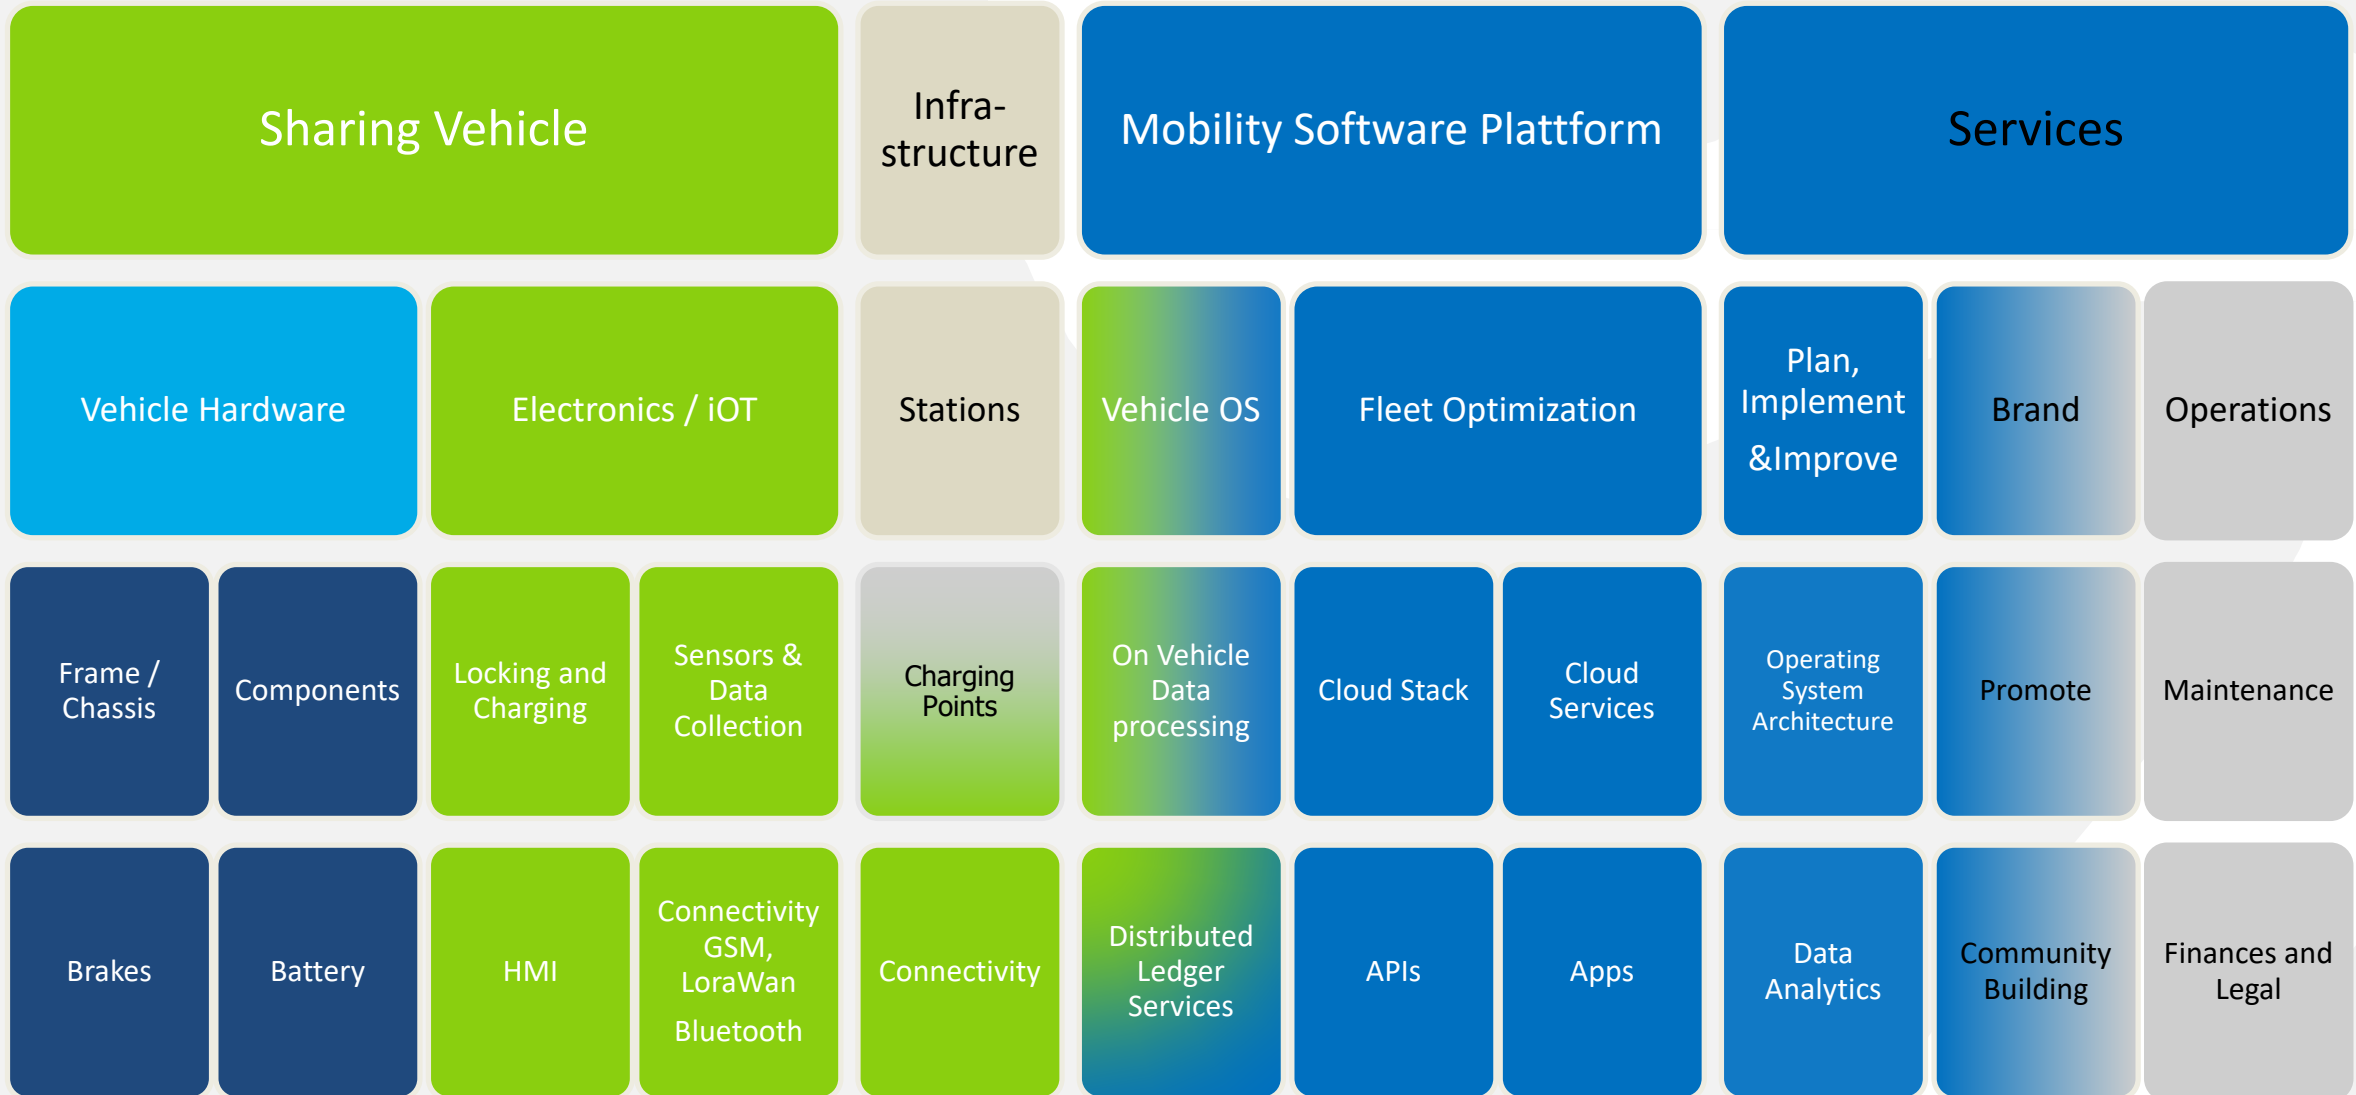 Sharing Vehicle
Infra-
structure
Mobility Software Plattform
Services
Vehicle Hardware
Electronics / iOT
Stations
Vehicle OS
Fleet Optimization
Plan,
Implement
&Improve
Brand
Operations
Frame /
Chassis
Components
Locking and
Charging
Sensors &
Data
Collection
Charging
Points
On Vehicle
Data
processing
Cloud Stack
Cloud
Services
Operating
System
Architecture
Promote
Maintenance
Brakes
Battery
HMI
Connectivity
GSM,
LoraWan
Bluetooth
Connectivity
Distributed
Ledger
Services
APIs
Apps
Data
Analytics
Community
Building
Finances and
Legal